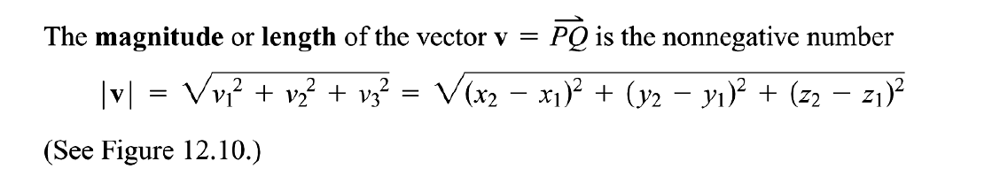 The magnitude or length of the vector v = $\overrightarrow{PQ}$ is the nonnegative number
$|\mathbf{v}| = \sqrt{v_1^2 + v_2^2 + v_3^2} = \sqrt{(x_2 - x_1)^2 + (y_2 - y_1)^2 + (z_2 - z_1)^2}$
(See Figure 12.10.)